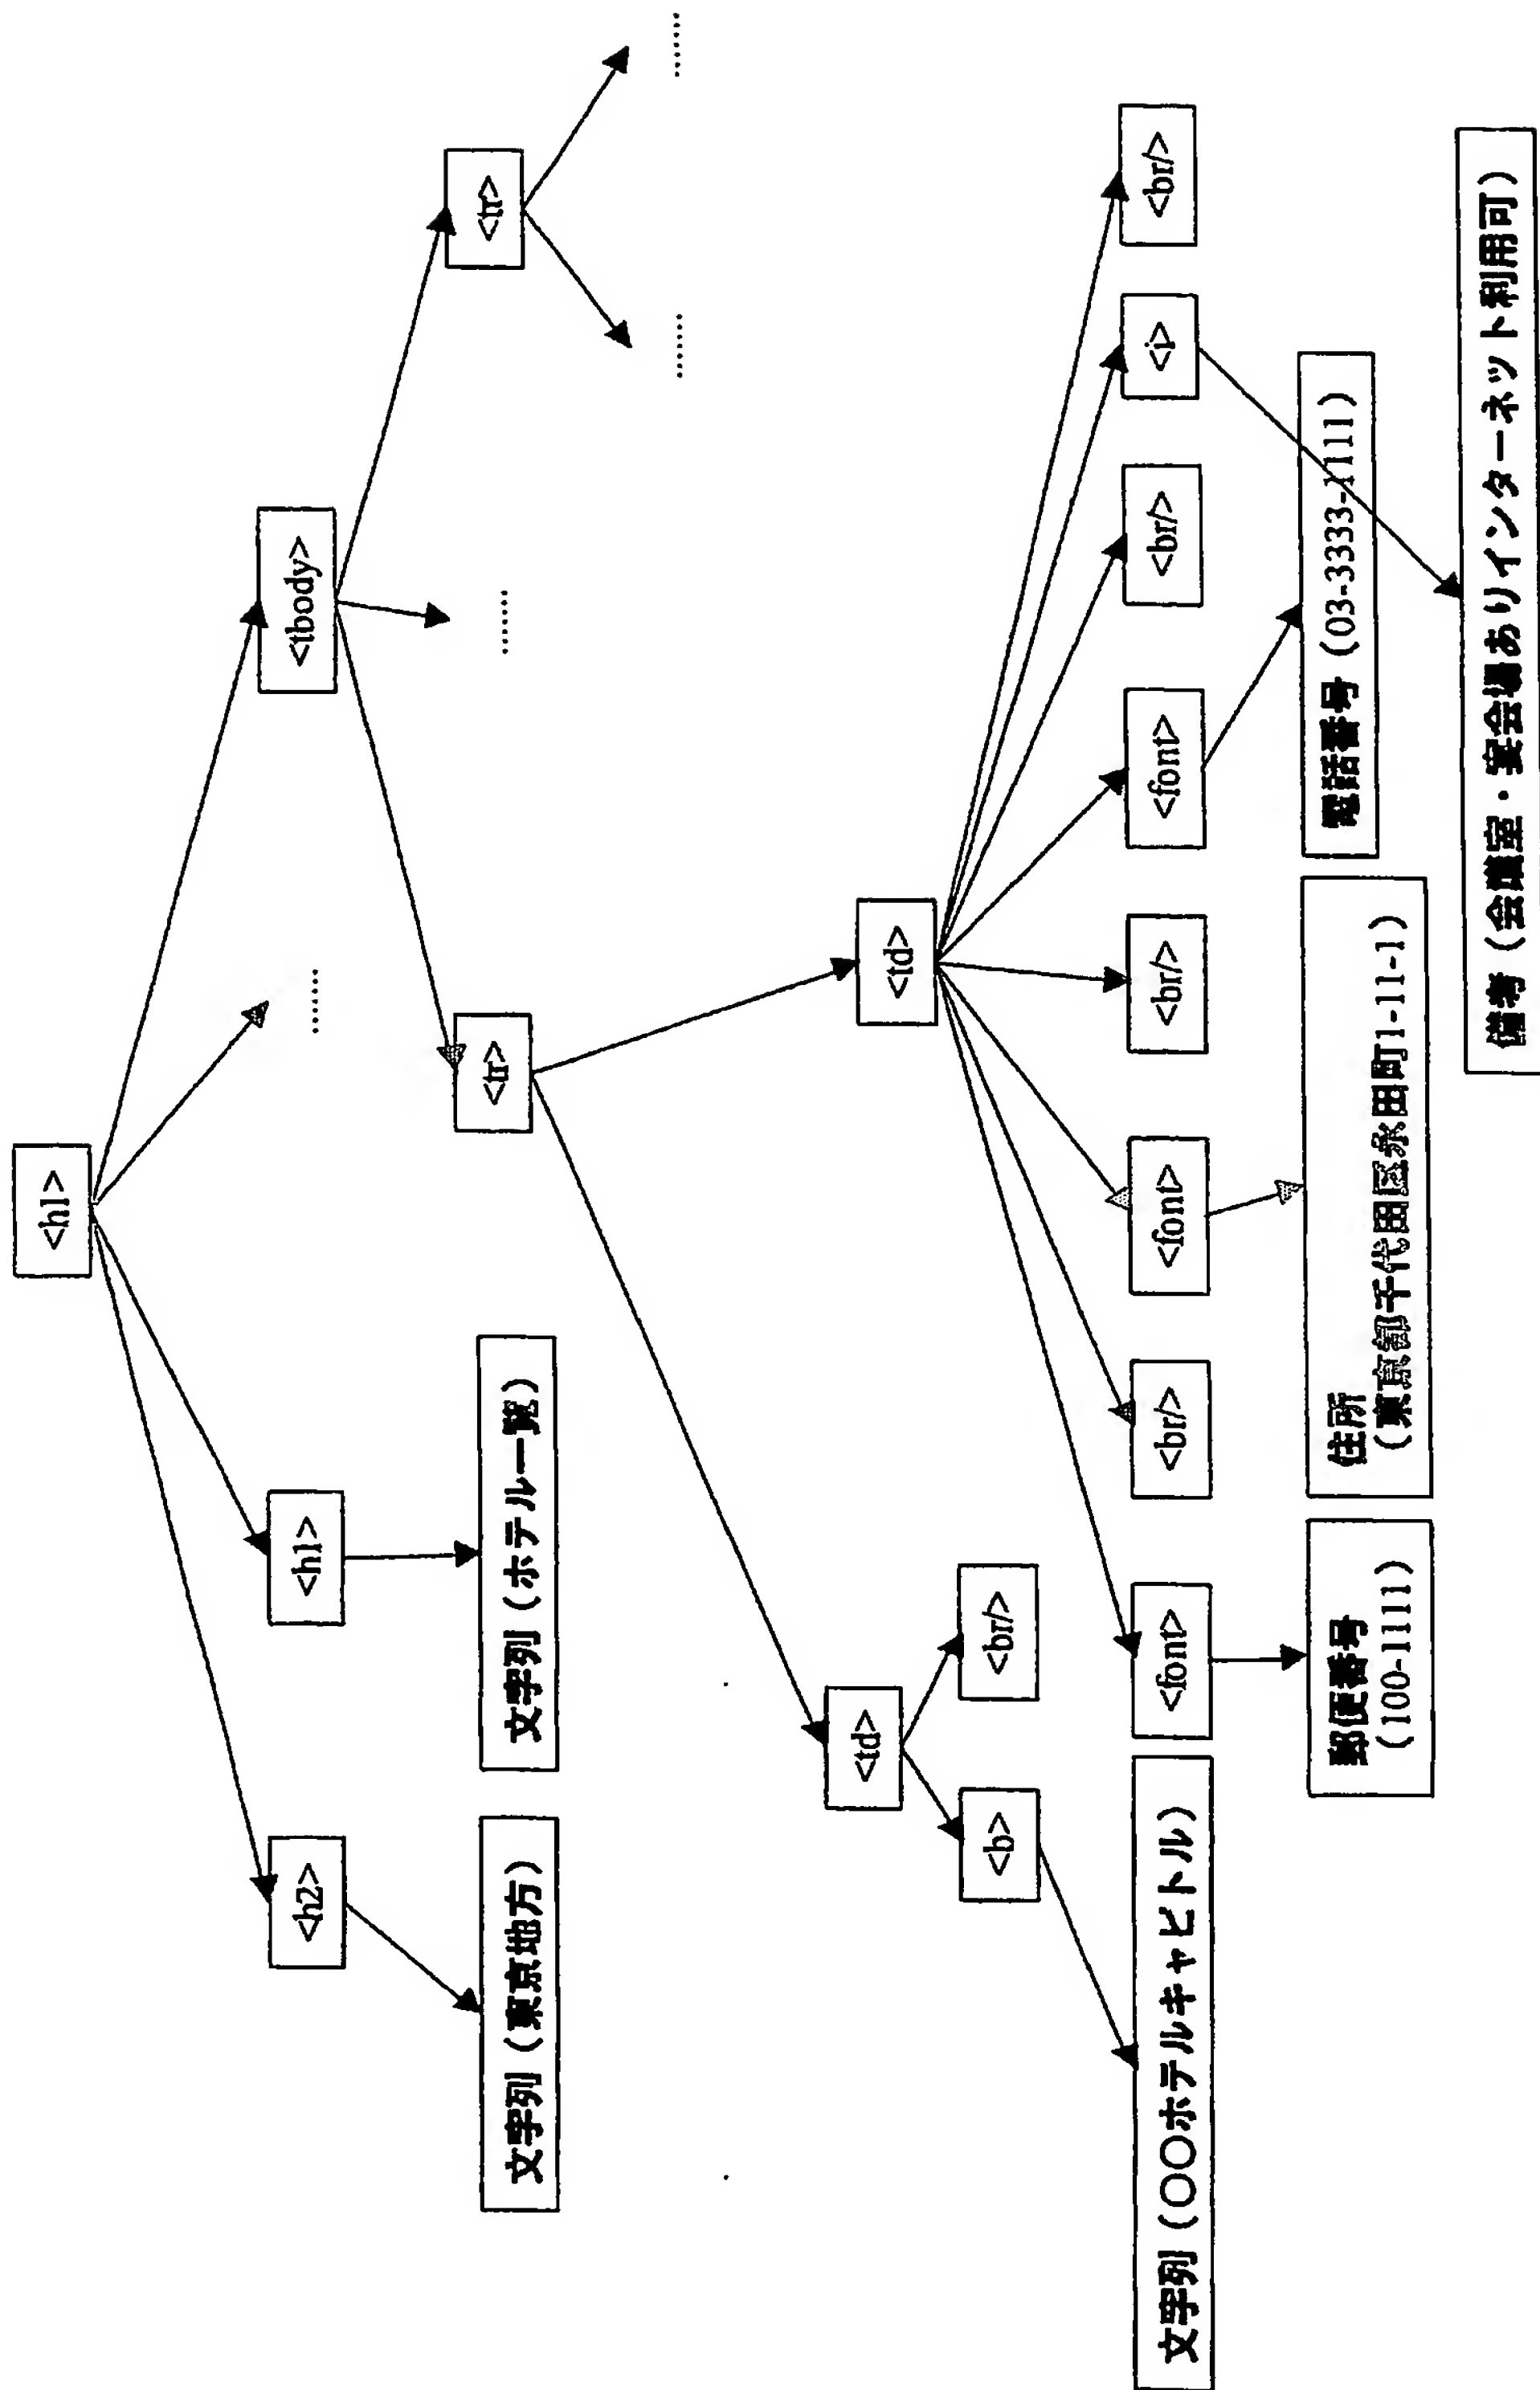 <h1>
<h2>
<h1>
.......
<tbody>
文字列（東京地方）
文字列（ホテル一覧）
<tr>
.......
<tr>
.......
.......
<td>
<td>
<b>
<br/>
文字列（〇〇ホテルキャピトル）
<font>
<br/>
<font>
<br/>
<font>
<br/>
<i>
<br/>
郵便番号
（100-1111）
住所
（東京都千代田区永田町1-11-1）
電話番号（03-3333-1111）
備考（会議室・宴会場ありインターネット利用可）